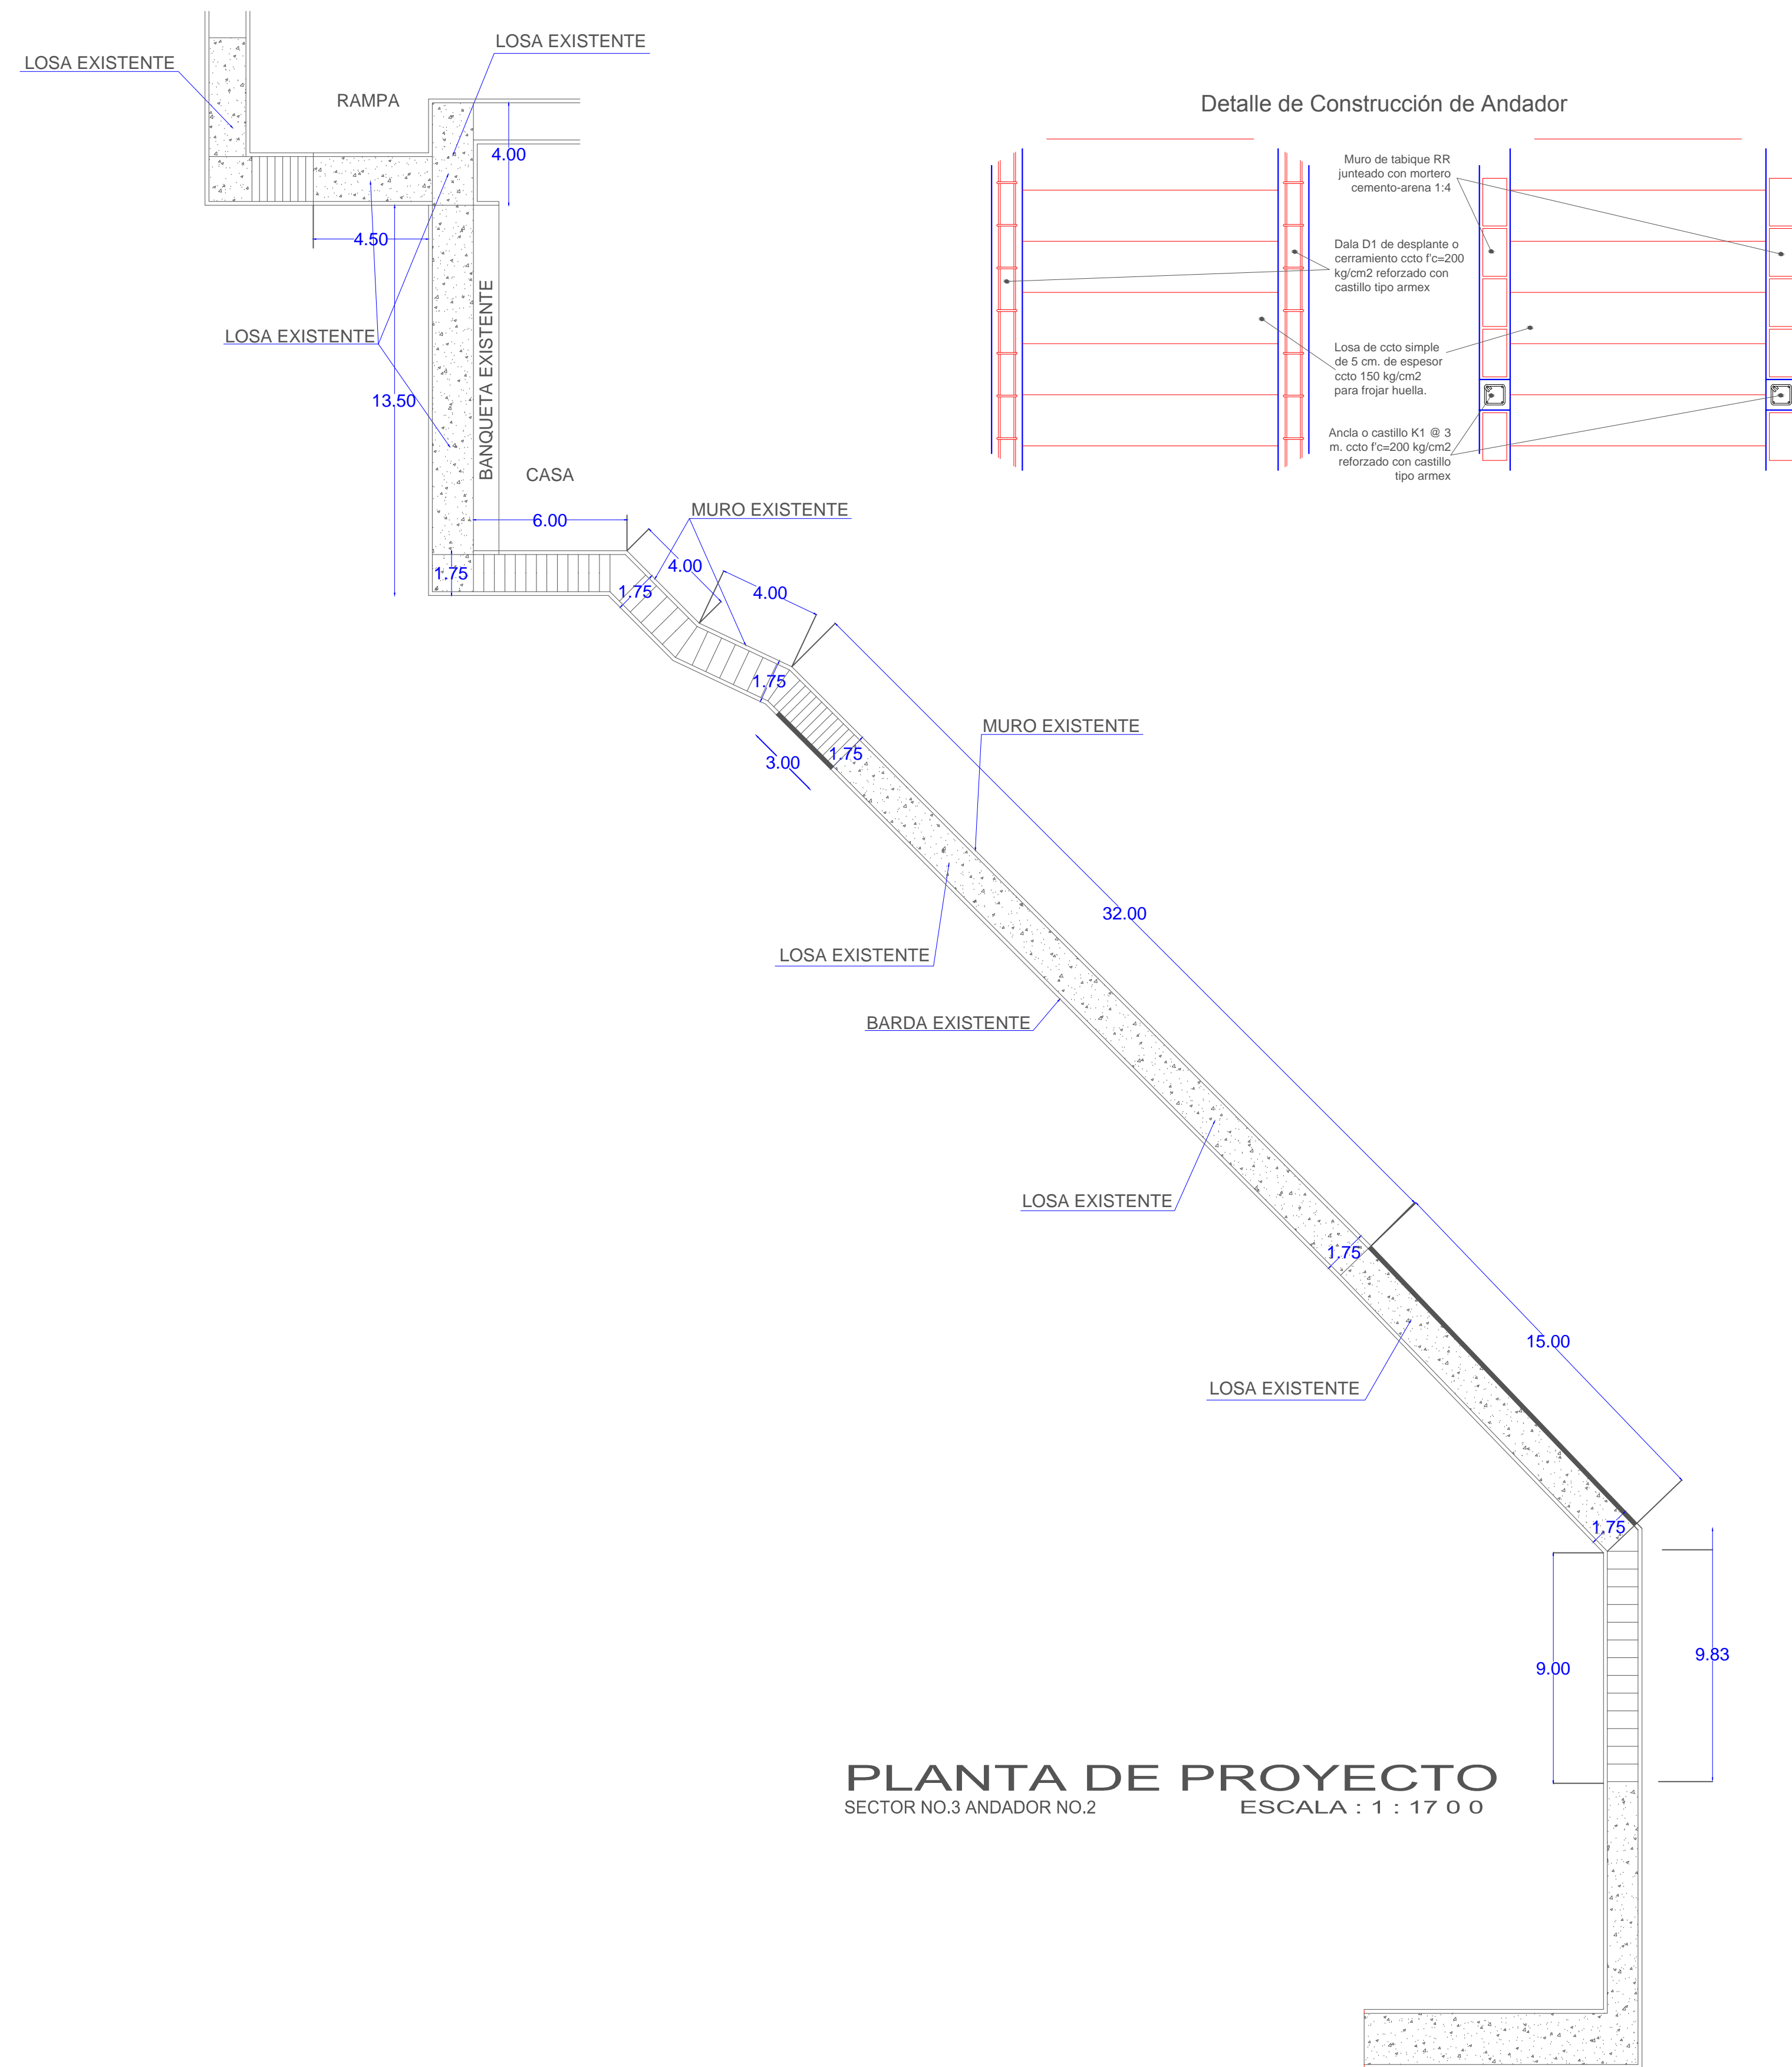 LOSA EXISTENTE
LOSA EXISTENTE
RAMPA
4.00
4.50
LOSA EXISTENTE
BANQUETA EXISTENTE
13.50
CASA
6.00
MURO EXISTENTE
1.75
4.00
1.75
4.00
1.75
3.00
1.75
MURO EXISTENTE
32.00
LOSA EXISTENTE
BARDA EXISTENTE
LOSA EXISTENTE
1.75
15.00
LOSA EXISTENTE
1.75
9.00
9.83
Detalle de Construcción de Andador
Muro de tabique RR
junteado con mortero
cemento-arena 1:4
Dala D1 de desplante o
cerramiento ccto f'c=200
kg/cm2 reforzado con
castillo tipo armex
Losa de ccto simple
de 5 cm. de espesor
ccto 150 kg/cm2
para frojar huella.
Ancla o castillo K1 @ 3
m. ccto f'c=200 kg/cm2
reforzado con castillo
tipo armex
PLANTA DE PROYECTO
SECTOR NO.3 ANDADOR NO.2
ESCALA : 1 : 17 0 0